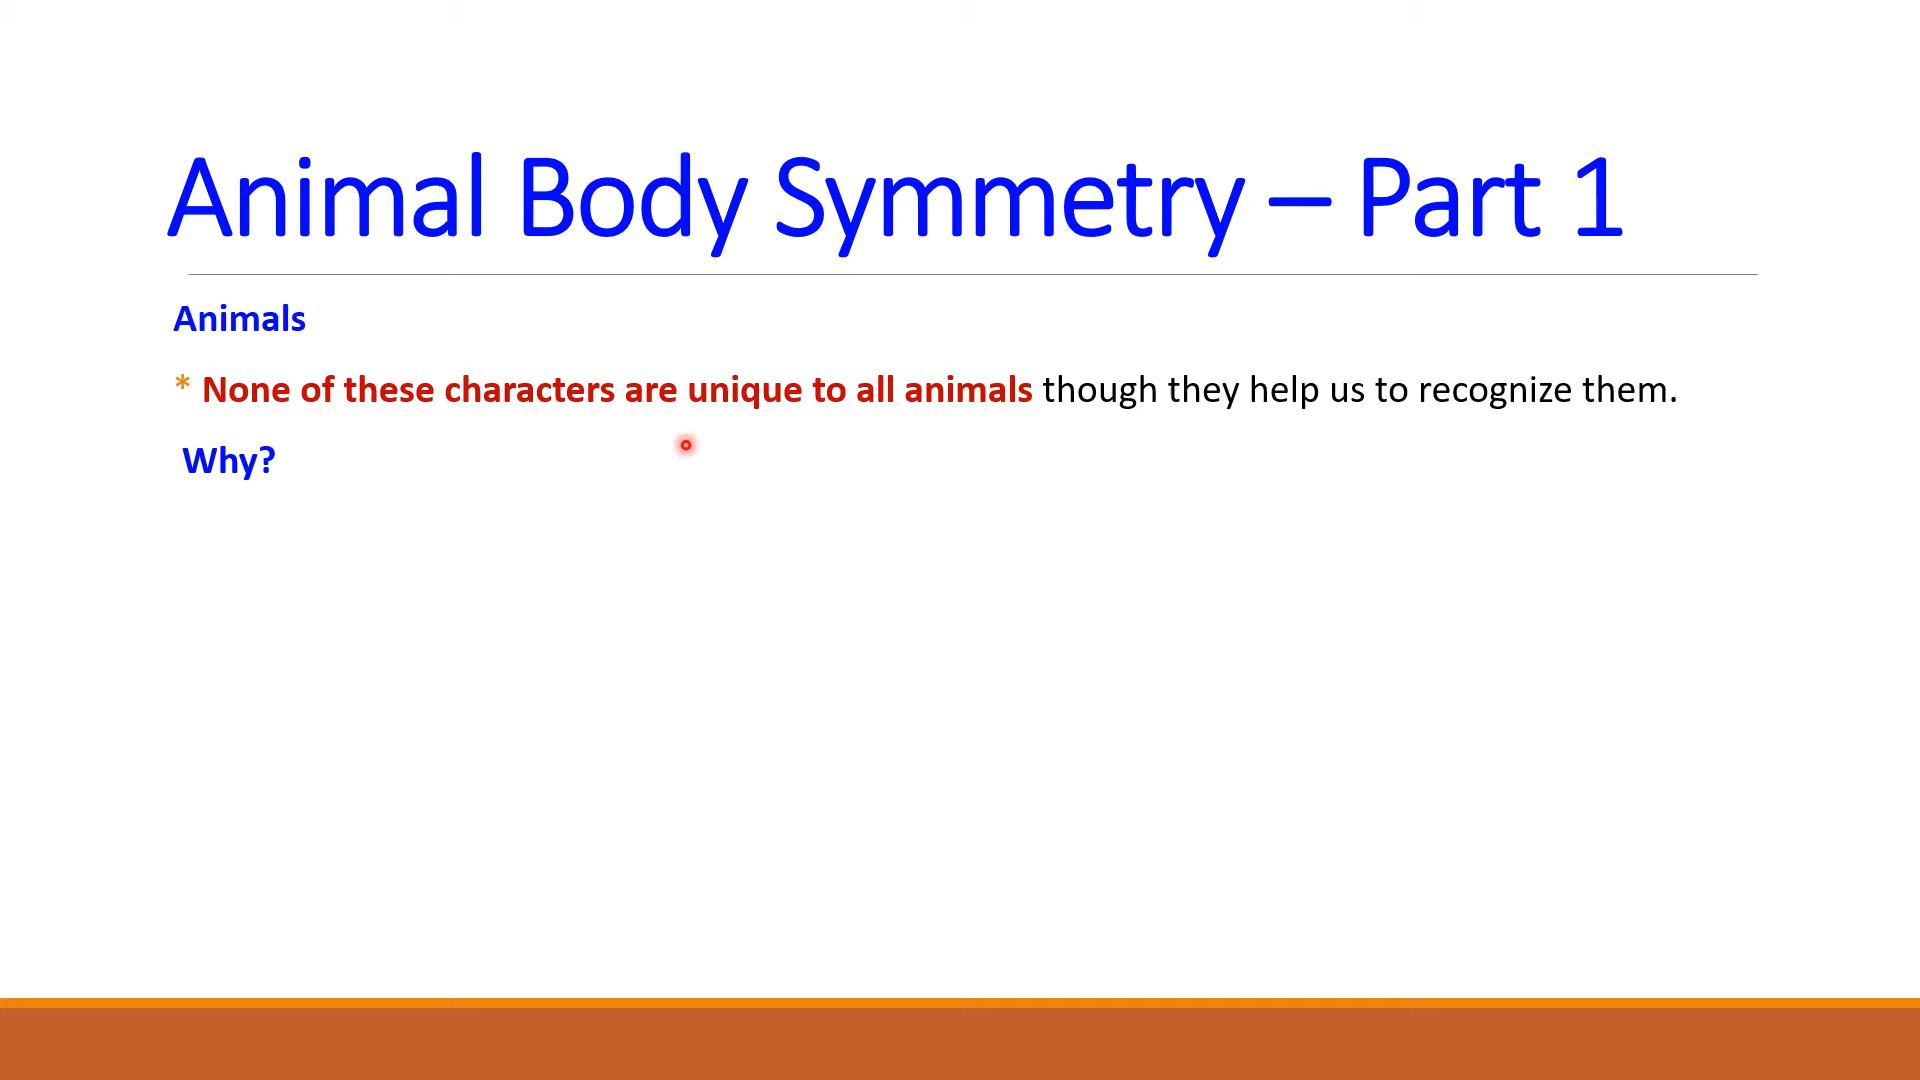 Animal Body Symmetry – Part 1
Animals
* None of these characters are unique to all animals though they help us to recognize them.
Why?